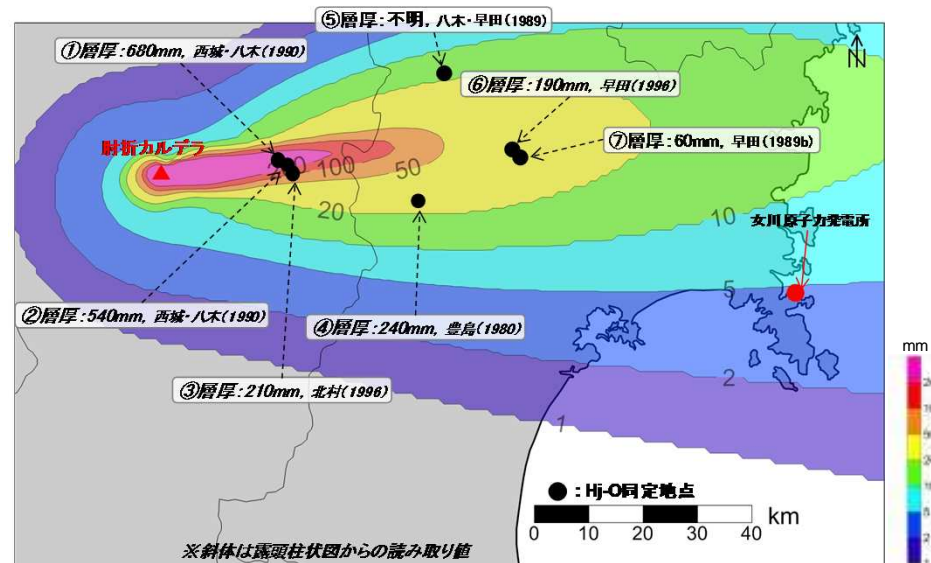 ⑤層厚:不明, 八木・早田(1989)
①層厚:680mm, 西城・八木(1990)
⑥層厚:190mm, 早田(1996)
肘折カルデラ
⑦層厚:60mm, 早田(1989b)
100
50
20
10
女川原子力発電所
5
②層厚:540mm, 西城・八木(1990)
④層厚:240mm, 豊島(1980)
③層厚:210mm, 北村(1996)
2
1
mm
N
●:Hj-O同定地点
0 10 20 30 40 km
※斜体は露頭柱状図からの読み取り値